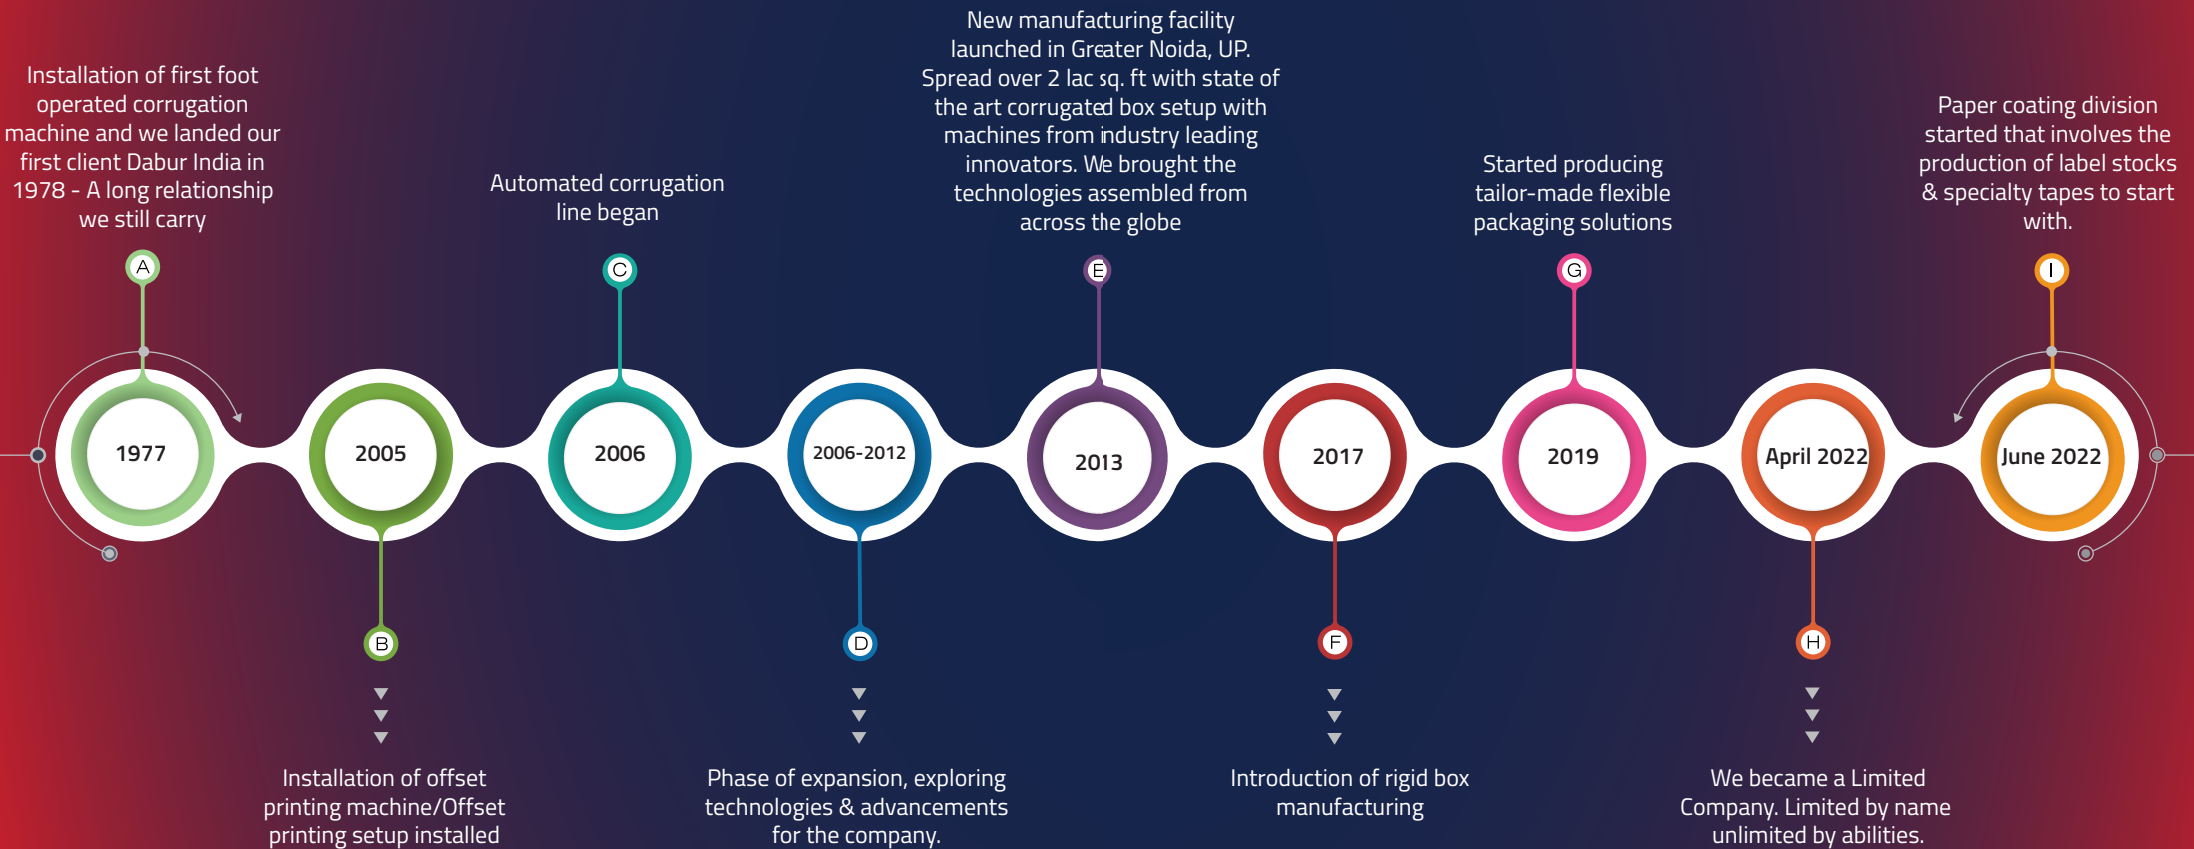 Installation of first foot
operated corrugation
machine and we landed our
first client Dabur India in
1978 - A long relationship
we still carry
A
1977
2005
B
Installation of offset
printing machine/Offset
printing setup installed
Automated corrugation
line began
C
2006
2006-2012
D
Phase of expansion, exploring
technologies & advancements
for the company.
New manufacturing facility
launched in Greater Noida, UP.
Spread over 2 lac sq. ft with state of
the art corrugated box setup with
machines from industry leading
innovators. We brought the
technologies assembled from
across the globe
E
2013
2017
F
Introduction of rigid box
manufacturing
Started producing
tailor-made flexible
packaging solutions
G
2019
April 2022
H
We became a Limited
Company. Limited by name
unlimited by abilities.
Paper coating division
started that involves the
production of label stocks
& specialty tapes to start
with.
I
June 2022